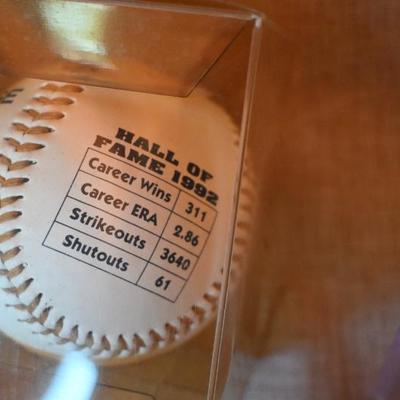 HALL OF
FAME 1992
Career Wins 311
Career ERA 2.86
Strikeouts 3640
Shutouts 61